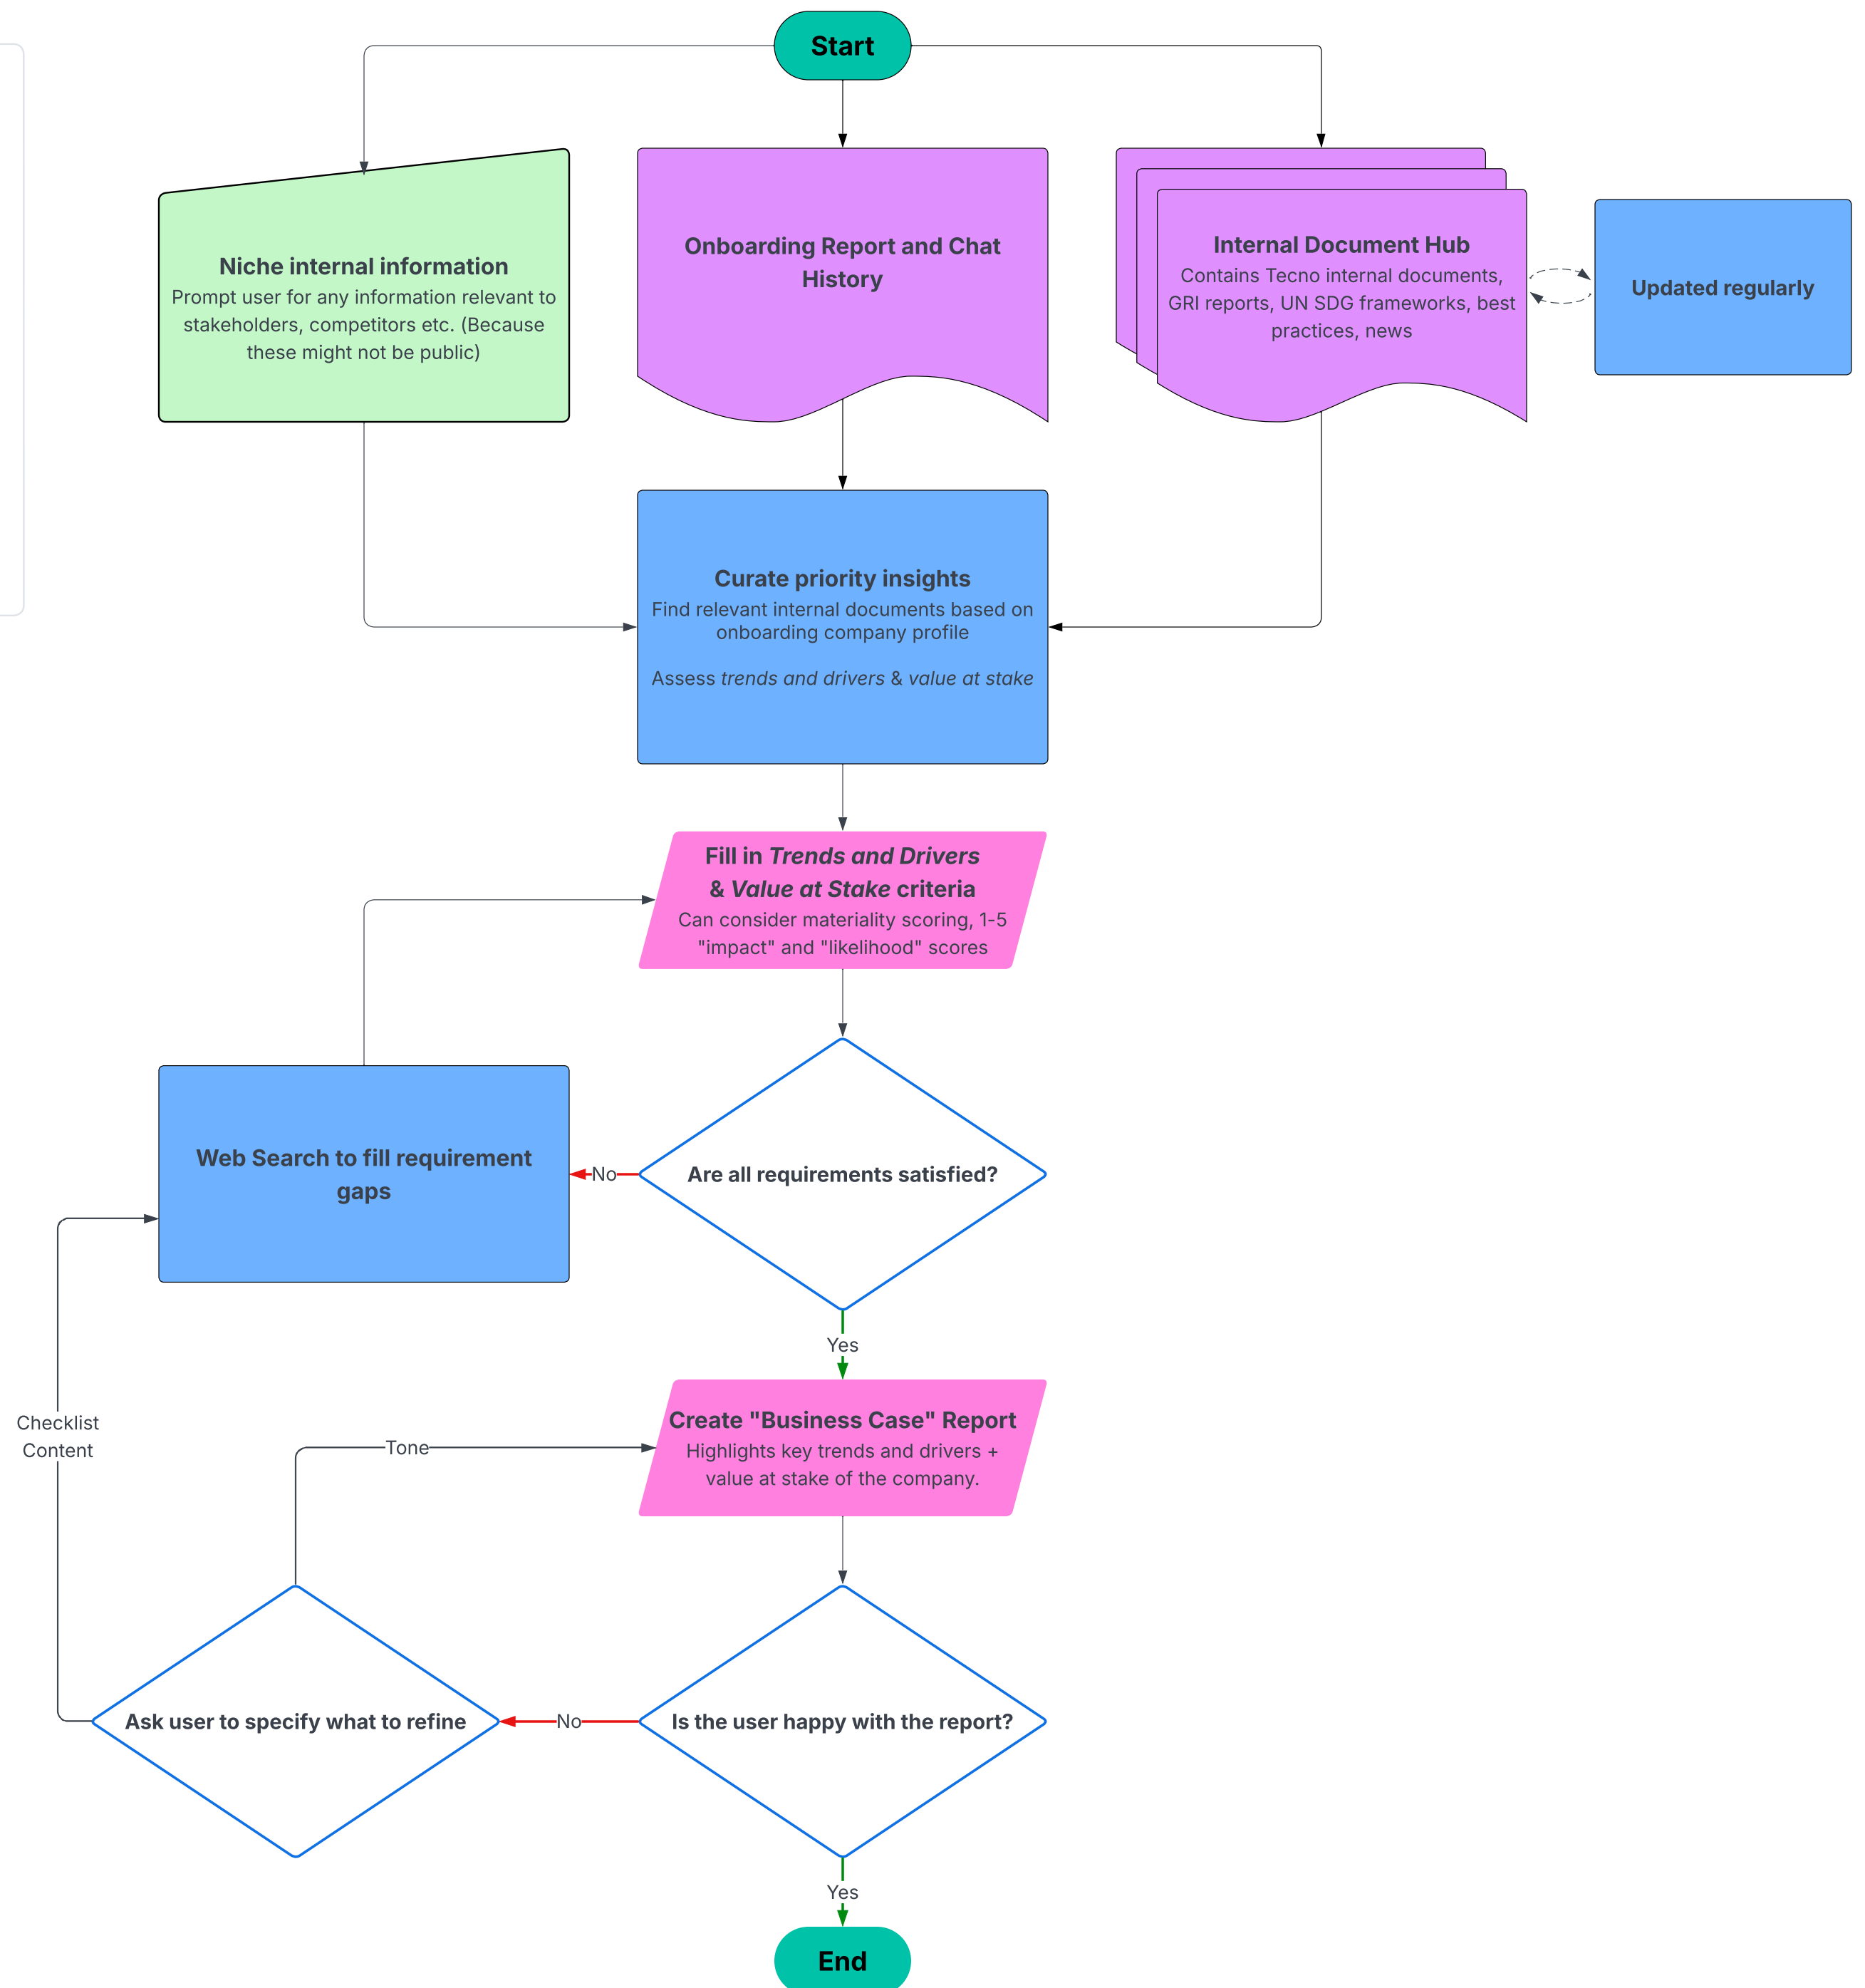 Start
Niche internal information
Prompt user for any information relevant to
stakeholders, competitors etc. (Because
these might not be public)
Onboarding Report and Chat
History
Internal Document Hub
Contains Tecno internal documents,
GRI reports, UN SDG frameworks, best
practices, news
Updated regularly
Curate priority insights
Find relevant internal documents based on
onboarding company profile
Assess trends and drivers & value at stake
Fill in Trends and Drivers
& Value at Stake criteria
Can consider materiality scoring, 1-5
"impact" and "likelihood" scores
Web Search to fill requirement
gaps
No
Are all requirements satisfied?
Yes
Checklist
Content
Tone
Create "Business Case" Report
Highlights key trends and drivers +
value at stake of the company.
Ask user to specify what to refine
No
Is the user happy with the report?
Yes
End